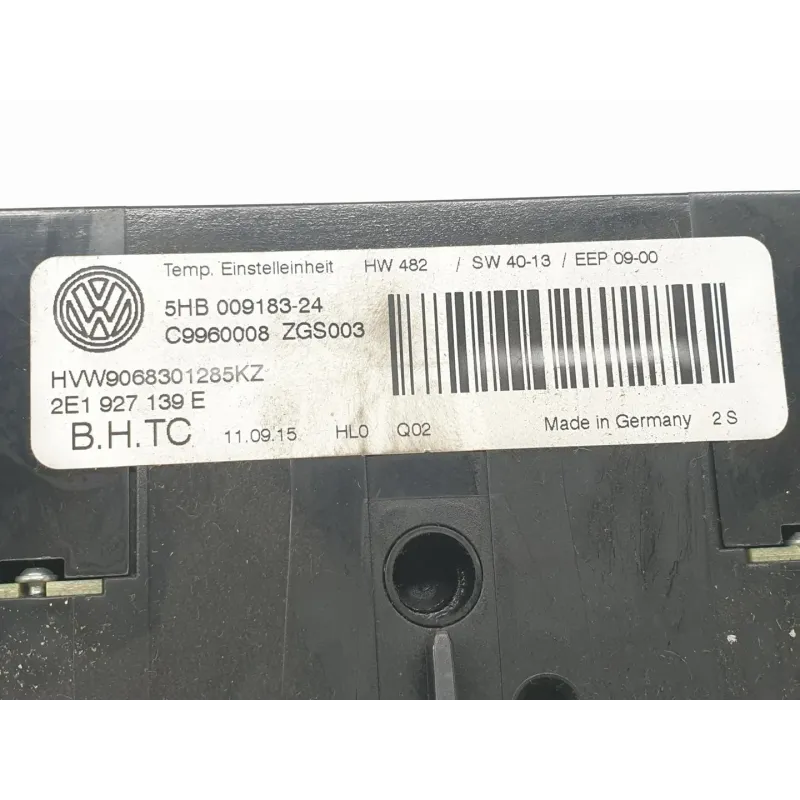 Temp. Einstelleinheit HW 482 / SW 40-13 / EEP 09-00
5HB 009183-24
C9960008 ZGS003
HVW9068301285KZ
2E1 927 139 E
B.H.TC 11.09.15 HL0 Q02 Made in Germany 2 S